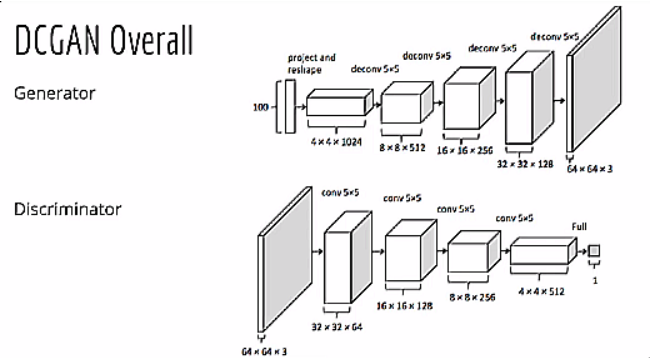 DCGAN Overall
Generator
project and
reshape
deconv 5×5
deconv 5×5
deconv 5×5
deconv 5×5
100
4×4×1024
8×8×512
16×16×256
32×32×128
64×64×3
Discriminator
conv 5×5
conv 5×5
conv 5×5
conv 5×5
Full
64×64×3
32×32×64
16×16×128
8×8×256
4×4×512
1